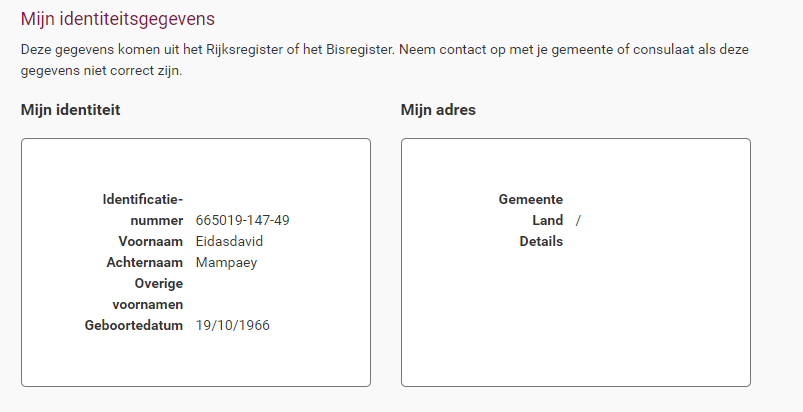 Mijn identiteitsgegevens
Deze gegevens komen uit het Rijksregister of het Bisregister. Neem contact op met je gemeente of consulaat als deze
gegevens niet correct zijn.
Mijn identiteit
Identificatie-
nummer 665019-147-49
Voornaam Eidasdavid
Achternaam Mampaey
Overige
voornamen
Geboortedatum 19/10/1966
Mijn adres
Gemeente
Land /
Details